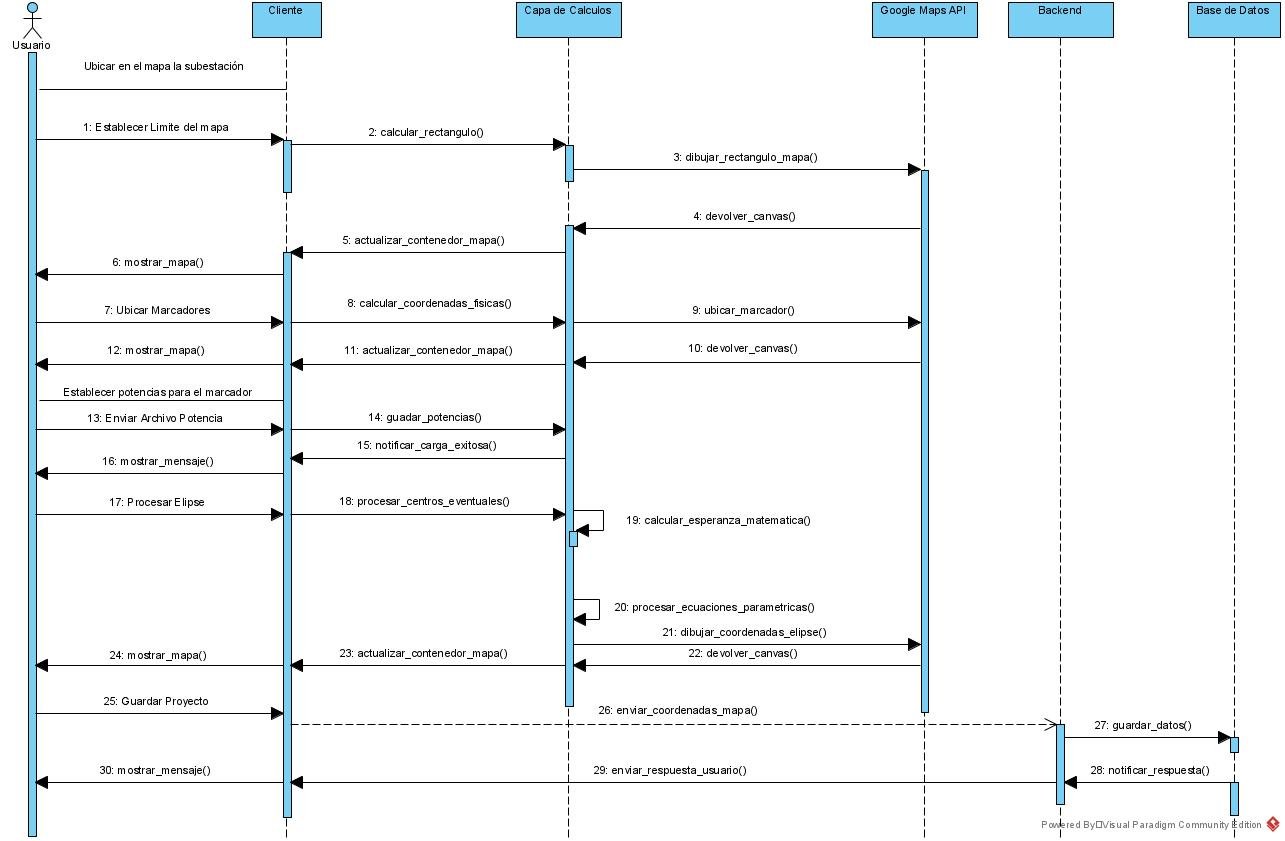 Cliente
Capa de Calculos
Google Maps API
Backend
Base de Datos
Usuario
Ubicar en el mapa la subestación
1: Establecer Limite del mapa
2: calcular_rectangulo()
3: dibujar_rectangulo_mapa()
4: devolver_canvas()
5: actualizar_contenedor_mapa()
6: mostrar_mapa()
7: Ubicar Marcadores
8: calcular_coordenadas_fisicas()
9: ubicar_marcador()
10: devolver_canvas()
11: actualizar_contenedor_mapa()
12: mostrar_mapa()
Establecer potencias para el marcador
13: Enviar Archivo Potencia
14: guadar_potencias()
15: notificar_carga_exitosa()
16: mostrar_mensaje()
17: Procesar Elipse
18: procesar_centros_eventuales()
19: calcular_esperanza_matematica()
20: procesar_ecuaciones_parametricas()
21: dibujar_coordenadas_elipse()
22: devolver_canvas()
23: actualizar_contenedor_mapa()
24: mostrar_mapa()
25: Guardar Proyecto
26: enviar_coordenadas_mapa()
27: guardar_datos()
28: notificar_respuesta()
29: enviar_respuesta_usuario()
30: mostrar_mensaje()
Powered By Visual Paradigm Community Edition